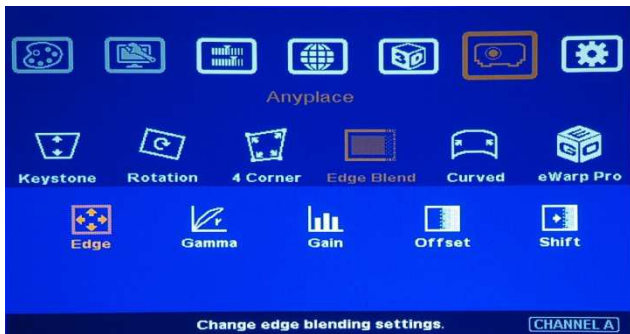 3D
Anyplace
Keystone Rotation 4 Corner Edge Blend Curved eWarp Pro
Edge Gamma Gain Offset Shift
Change edge blending settings. CHANNEL A